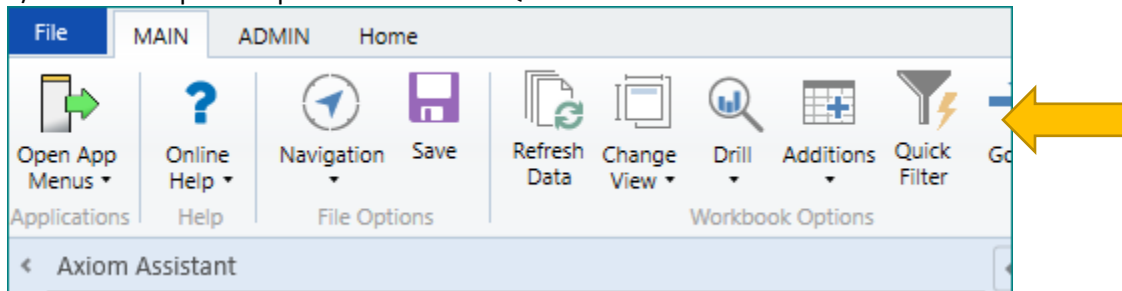 File MAIN ADMIN Home
Open App Menus
Online Help
Navigation
Save
Refresh Data
Change View
Drill
Additions
Quick Filter
Applications
Help
File Options
Workbook Options
Axiom Assistant